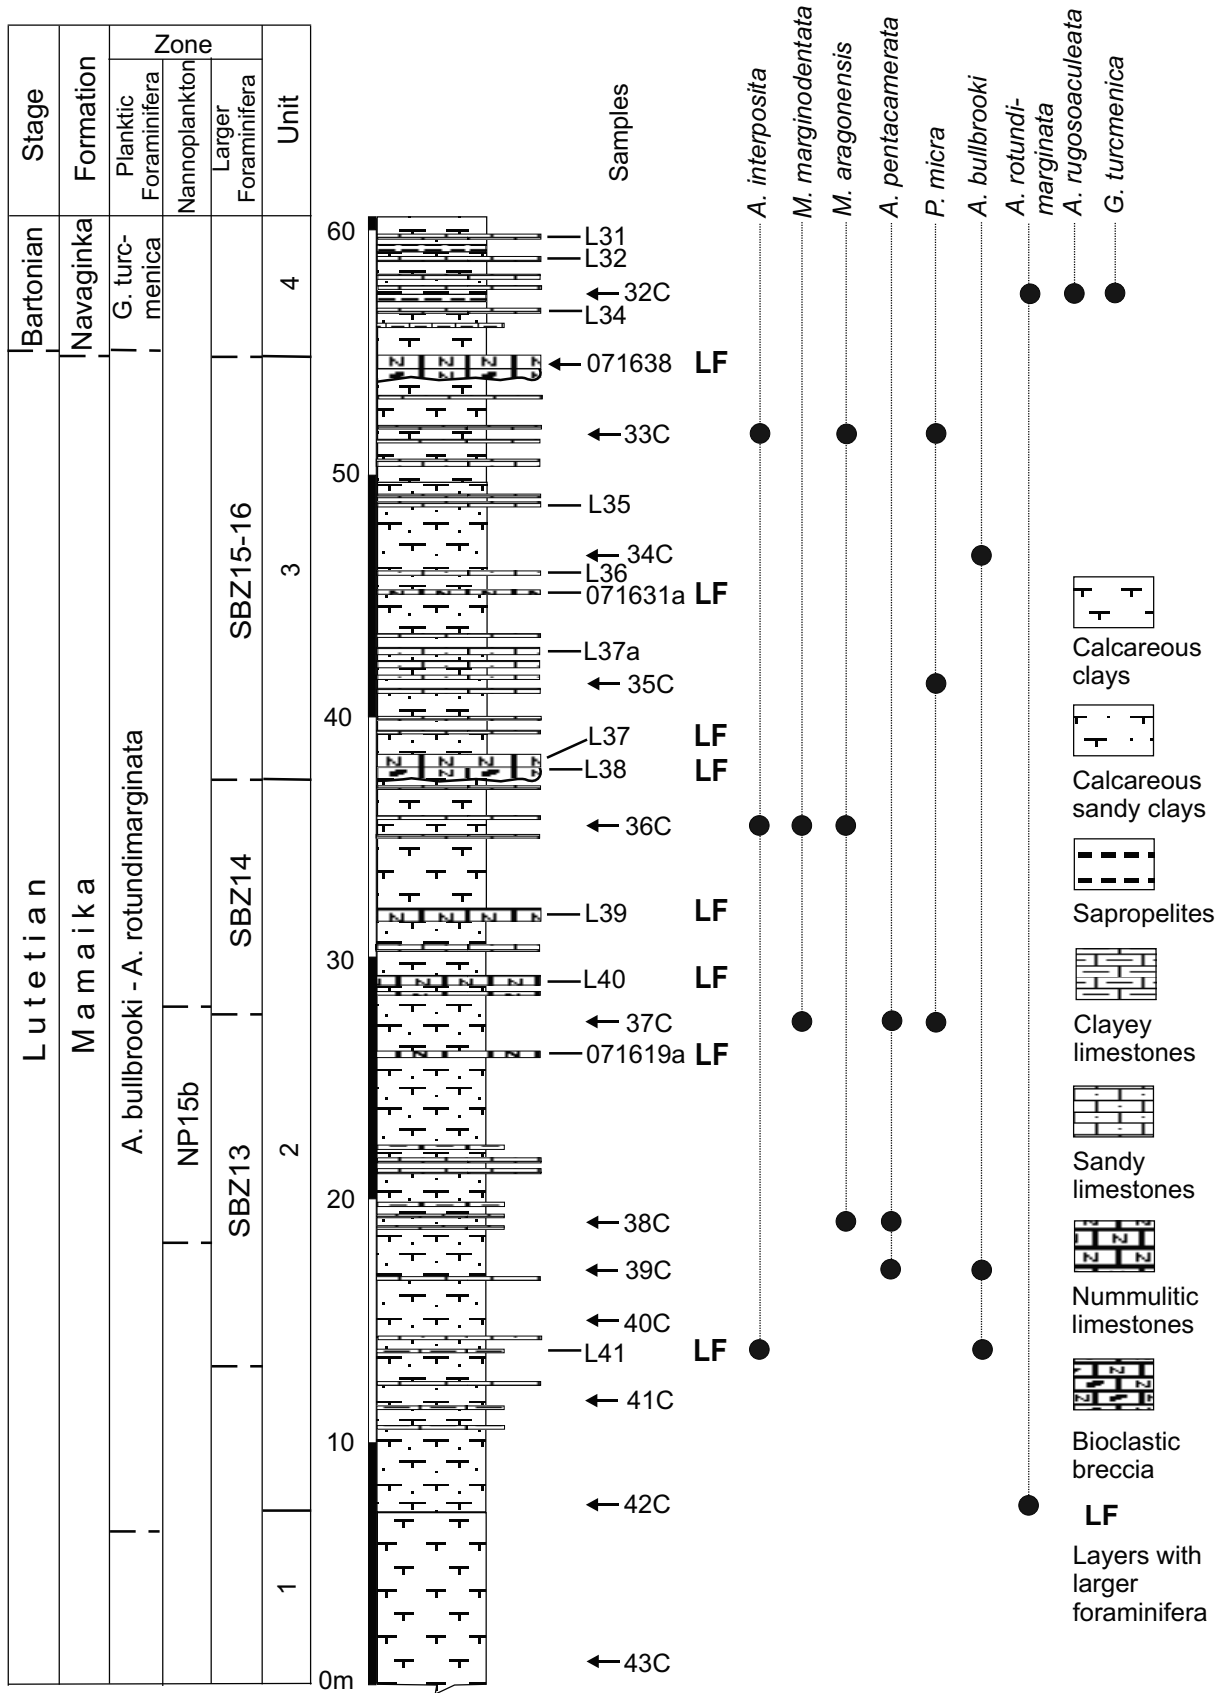 Stage
Formation
Zone
Planktic
Foraminifera
Nannoplankton
Larger
Foraminifera
Unit
Samples
A. interposita
M. marginodentata
M. aragonensis
A. pentacamerata
P. micra
A. bullbrooki
A. rotundi-
marginata
A. rugosoaculeata
G. turcmenica
Bartonian
Navaginka
G. turc-
menica
4
Lutetian
Mamaika
A. bullbrooki - A. rotundimarginata
NP15b
SBZ15-16
SBZ14
SBZ13
3
2
1
60
50
40
30
20
10
0m
L31
L32
32C
L34
071638 LF
33C
L35
34C
L36
071631a LF
L37a
35C
L37 LF
L38 LF
36C
L39 LF
L40 LF
37C
071619a LF
38C
39C
40C
L41 LF
41C
42C
43C
Calcareous
clays
Calcareous
sandy clays
Sapropelites
Clayey
limestones
Sandy
limestones
Nummulitic
limestones
Bioclastic
breccia
LF
Layers with
larger
foraminifera